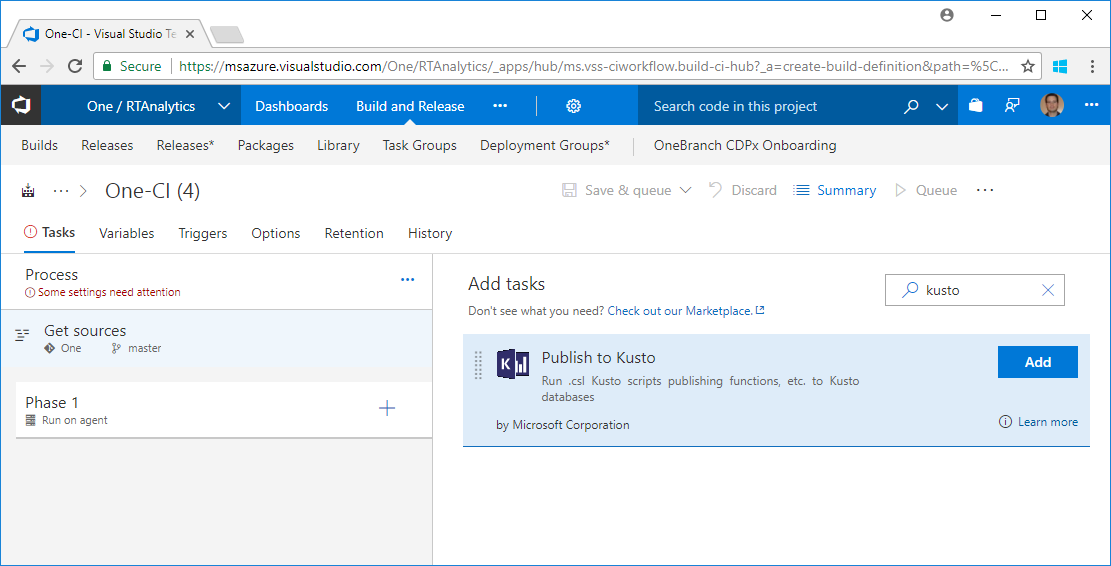 One-CI - Visual Studio Te
Secure https://msazure.visualstudio.com/One/RTAnalytics/_apps/hub/ms.vss-ciworkflow.build-ci-hub?_a=create-build-definition&path=%5C...
One / RTAnalytics Dashboards Build and Release ... Search code in this project ...
Builds Releases Releases* Packages Library Task Groups Deployment Groups* OneBranch CDPx Onboarding
... One-CI (4) Save & queue Discard Summary Queue ...
Tasks Variables Triggers Options Retention History
Process ...
Some settings need attention
Get sources
One master
Phase 1
Run on agent
Add tasks kusto
Don't see what you need? Check out our Marketplace.
K Publish to Kusto Add
Run .csl Kusto scripts publishing functions, etc. to Kusto
databases
by Microsoft Corporation Learn more